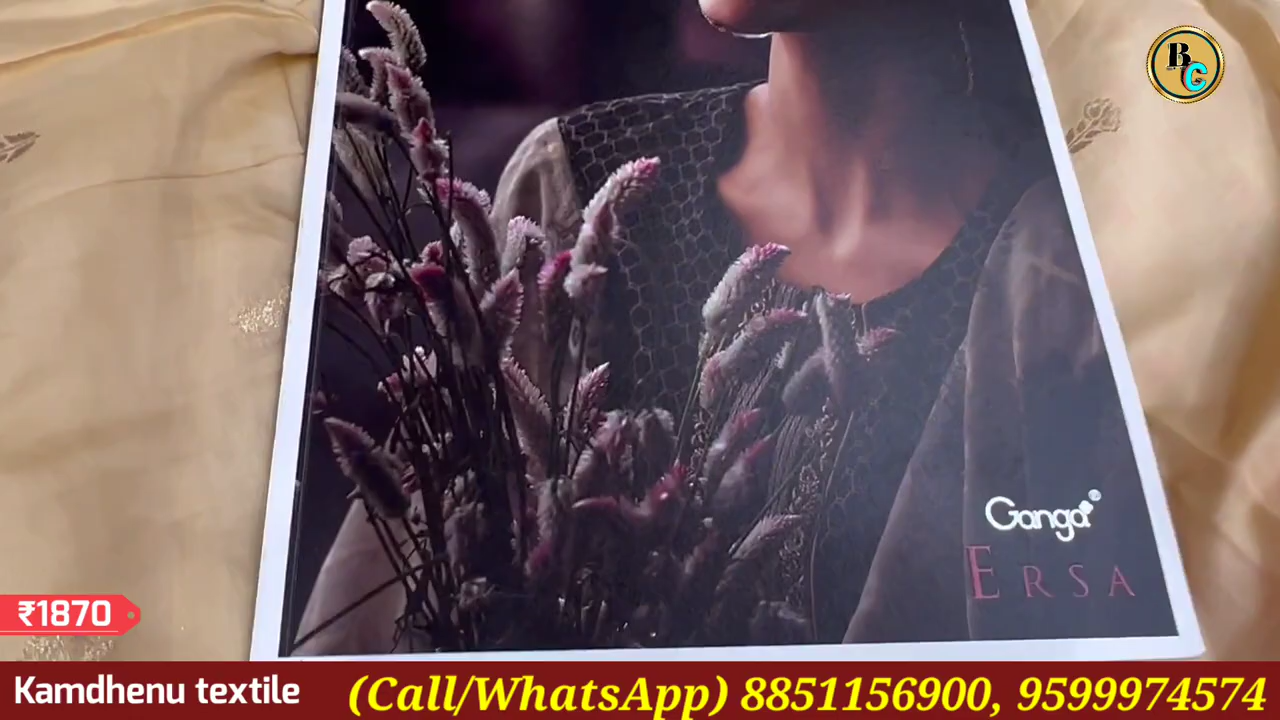 BC
Ganga
ERSA
₹1870
Kamdhenu textile
(Call/WhatsApp) 8851156900, 9599974574